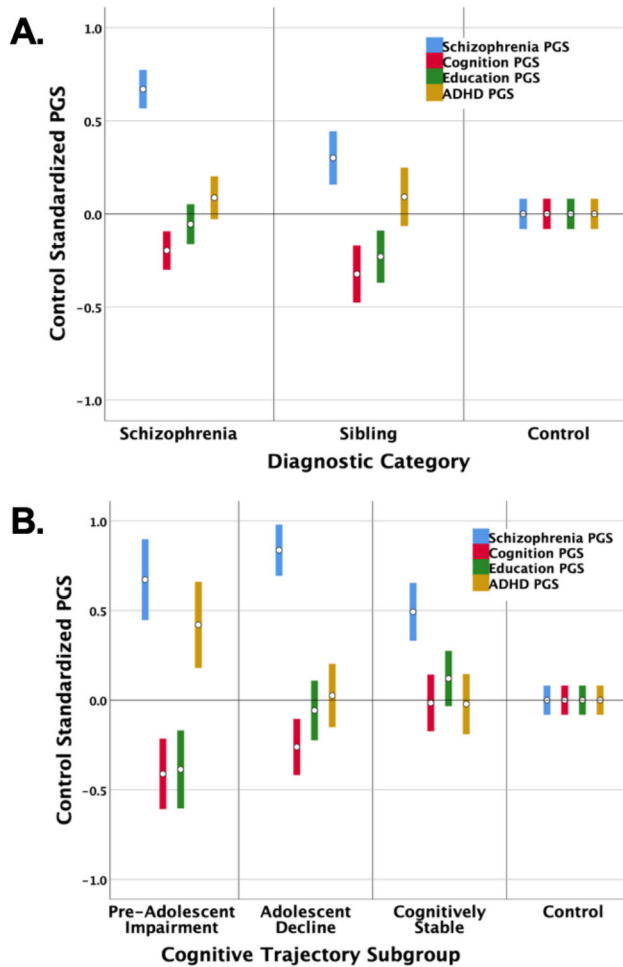 A.
1.0
Schizophrenia PGS
Cognition PGS
Education PGS
ADHD PGS
0.5
0.0
-0.5
-1.0
Control Standardized PGS
Schizophrenia Sibling Control
Diagnostic Category
B.
1.0
Schizophrenia PGS
Cognition PGS
Education PGS
ADHD PGS
0.5
0.0
-0.5
-1.0
Control Standardized PGS
Pre-Adolescent Adolescent Cognitively Control
Impairment Decline Stable
Cognitive Trajectory Subgroup